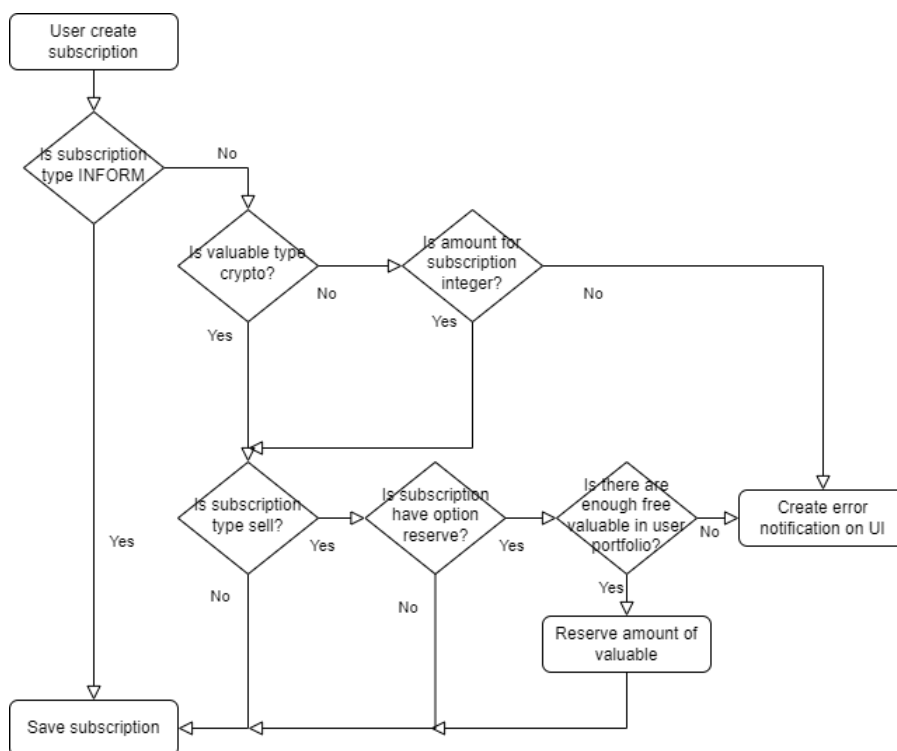 User create
subscription
Is subscription
type INFORM
No
Is valuable type
crypto?
No
Yes
Is amount for
subscription
integer?
No
Yes
Yes
Is subscription
type sell?
Yes
No
Is subscription
have option
reserve?
Yes
No
Is there are
enough free
valuable in user
portfolio?
No
Yes
Create error
notification on UI
Reserve amount of
valuable
Save subscription